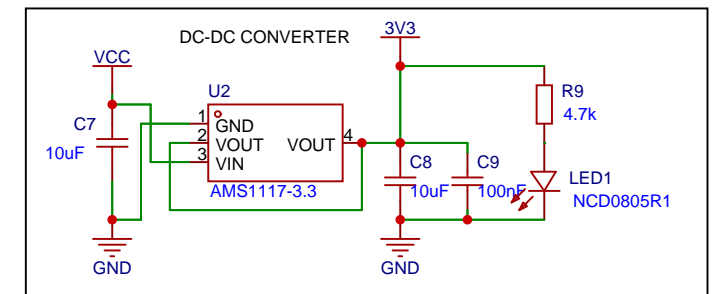 DC-DC CONVERTER
3V3
VCC
U2
R9
4.7k
C7
10uF
1
GND
2
VOUT
VOUT
4
3
VIN
AMS1117-3.3
C8
10uF
C9
100nF
LED1
NCD0805R1
GND
GND